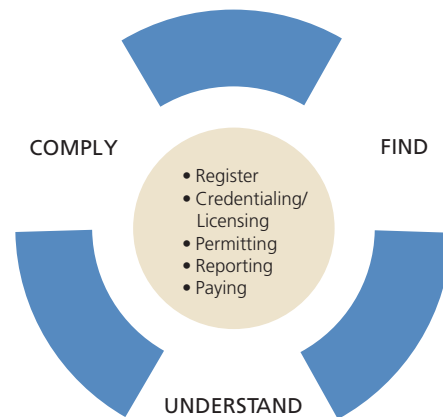 COMPLY
FIND
• Register
• Credentialing/
Licensing
• Permitting
• Reporting
• Paying
UNDERSTAND